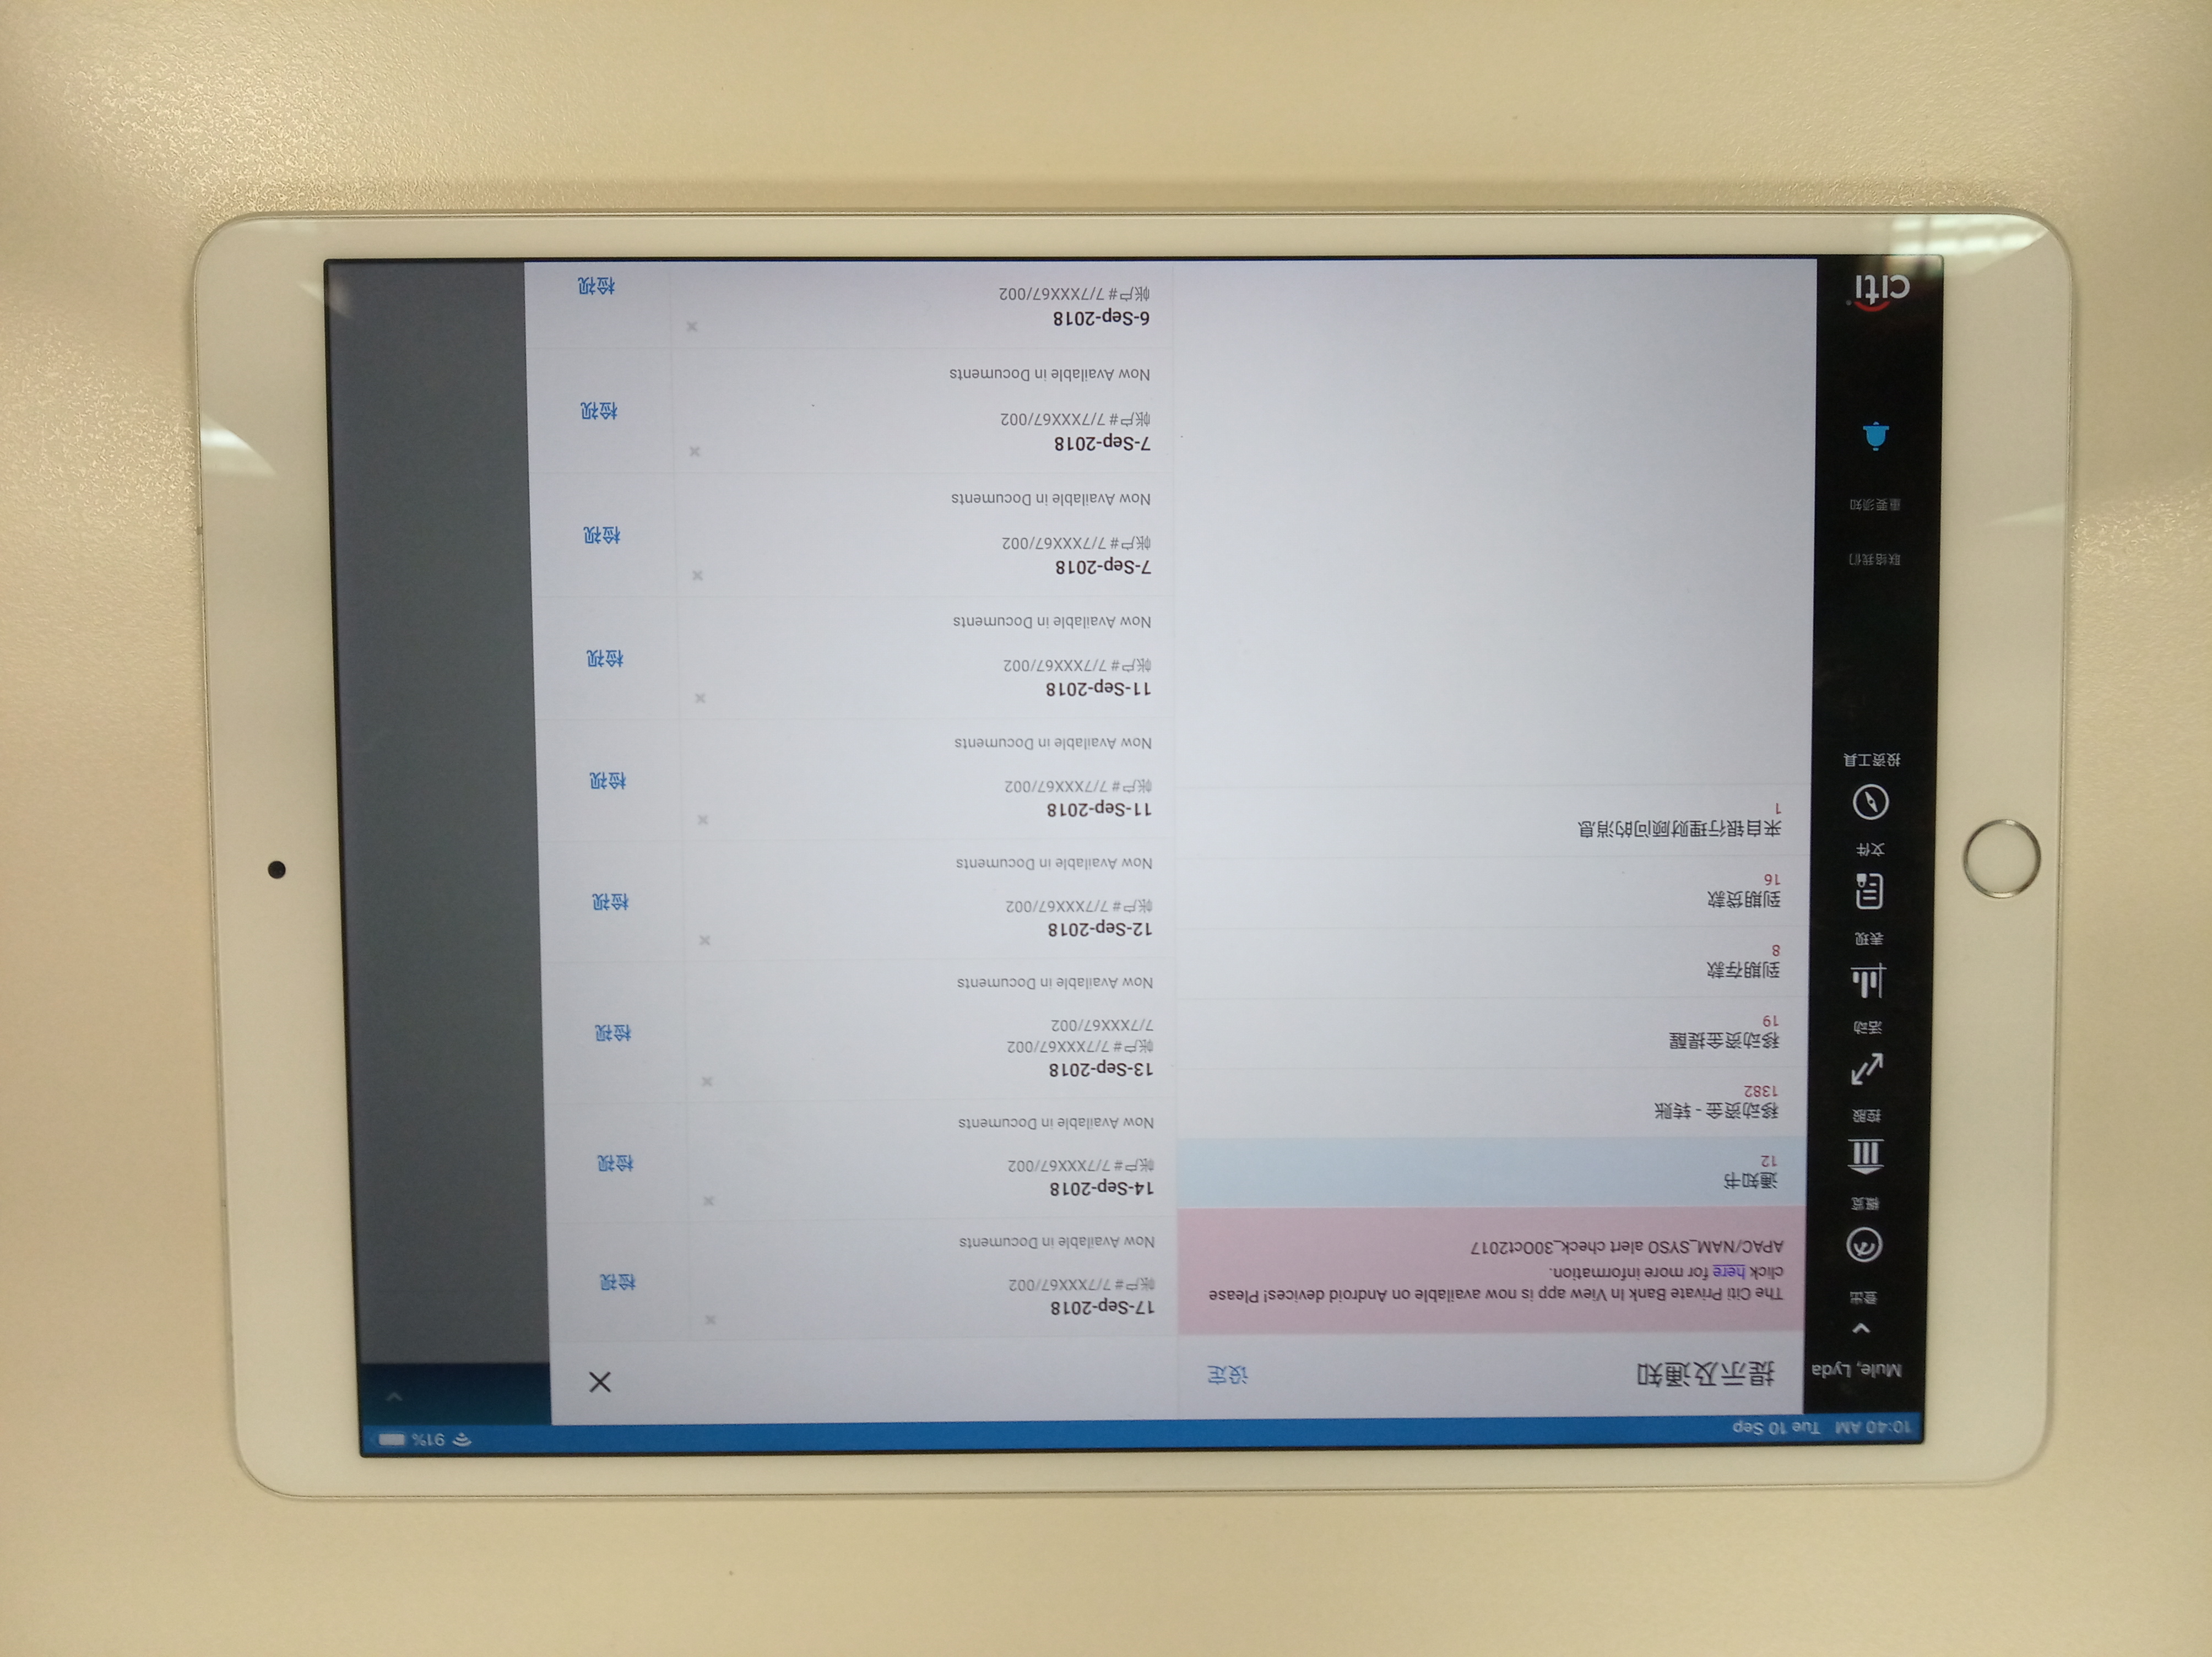 10:40 AM Tue 10 Sep
91%
Mule, Lyda
登出
概览
控股
活动
表现
文件
投资工具
联络我们
重要须知
citi
提示及通知
设定
The Citi Private Bank In View app is now available on Android devices! Please
click here for more information.
APAC/NAM_SYSO alert check_30Oct2017
通知书
12
移动资金 - 转账
1382
移动资金提醒
19
到期存款
8
到期贷款
16
来自银行理财顾问的消息
1
17-Sep-2018
帐户# 7/7XXX67/002
检视
Now Available in Documents
14-Sep-2018
帐户# 7/7XXX67/002
检视
Now Available in Documents
13-Sep-2018
帐户# 7/7XXX67/002
7/7XXX67/002
检视
Now Available in Documents
12-Sep-2018
帐户# 7/7XXX67/002
检视
Now Available in Documents
11-Sep-2018
帐户# 7/7XXX67/002
检视
Now Available in Documents
11-Sep-2018
帐户# 7/7XXX67/002
检视
Now Available in Documents
7-Sep-2018
帐户# 7/7XXX67/002
检视
Now Available in Documents
7-Sep-2018
帐户# 7/7XXX67/002
检视
Now Available in Documents
6-Sep-2018
帐户# 7/7XXX67/002
检视